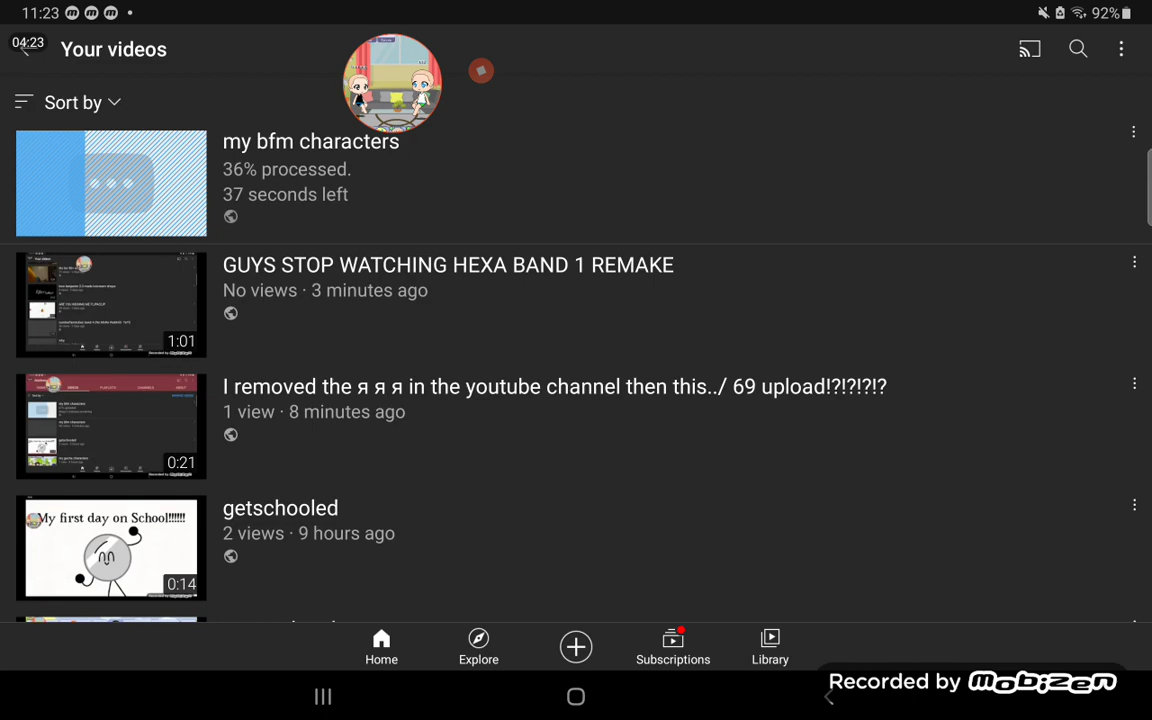 11:23
92%
04:23
Your videos
Sort by
my bfm characters
36% processed.
37 seconds left
GUYS STOP WATCHING HEXA BAND 1 REMAKE
No views · 3 minutes ago
1:01
I removed the я я я in the youtube channel then this../ 69 upload!?!?!?!?
1 view · 8 minutes ago
0:21
My first day on School!!!!!!
getschooled
2 views · 9 hours ago
0:14
Home
Explore
Subscriptions
Library
Recorded by mobizen